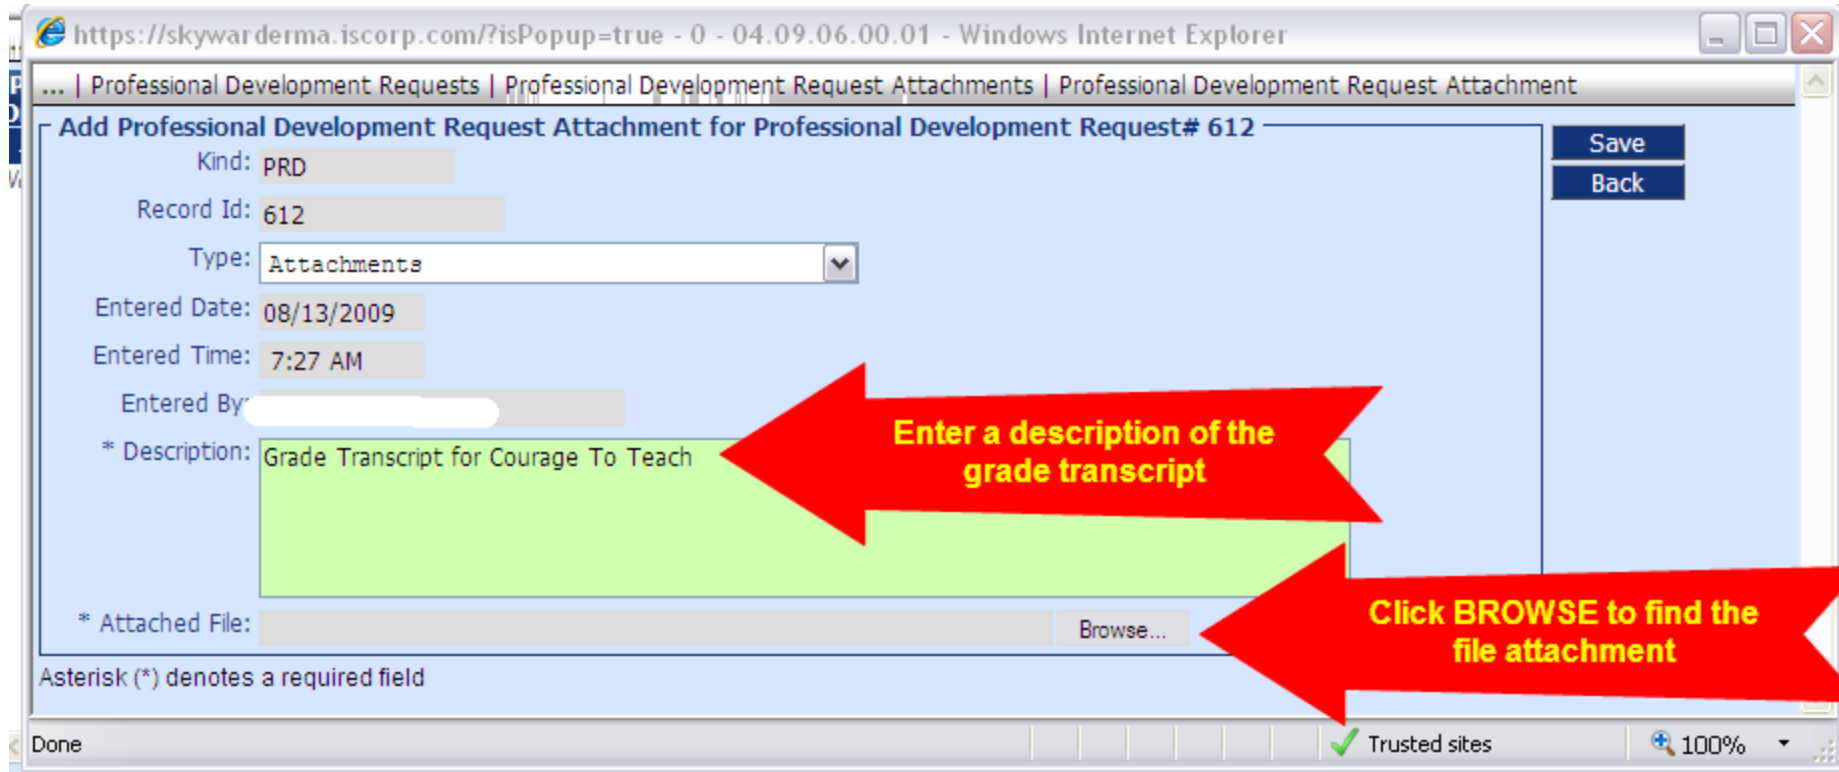 https://skywarderma.iscorp.com/?isPopup=true - 0 - 04.09.06.00.01 - Windows Internet Explorer
... | Professional Development Requests | Professional Development Request Attachments | Professional Development Request Attachment
Add Professional Development Request Attachment for Professional Development Request# 612
Save
Kind: PRD
Back
Record Id: 612
Type: Attachments
Entered Date: 08/13/2009
Entered Time: 7:27 AM
Entered By:
* Description: Grade Transcript for Courage To Teach
Enter a description of the
grade transcript
* Attached File: Browse...
Click BROWSE to find the
file attachment
Asterisk (*) denotes a required field
Done Trusted sites 100%